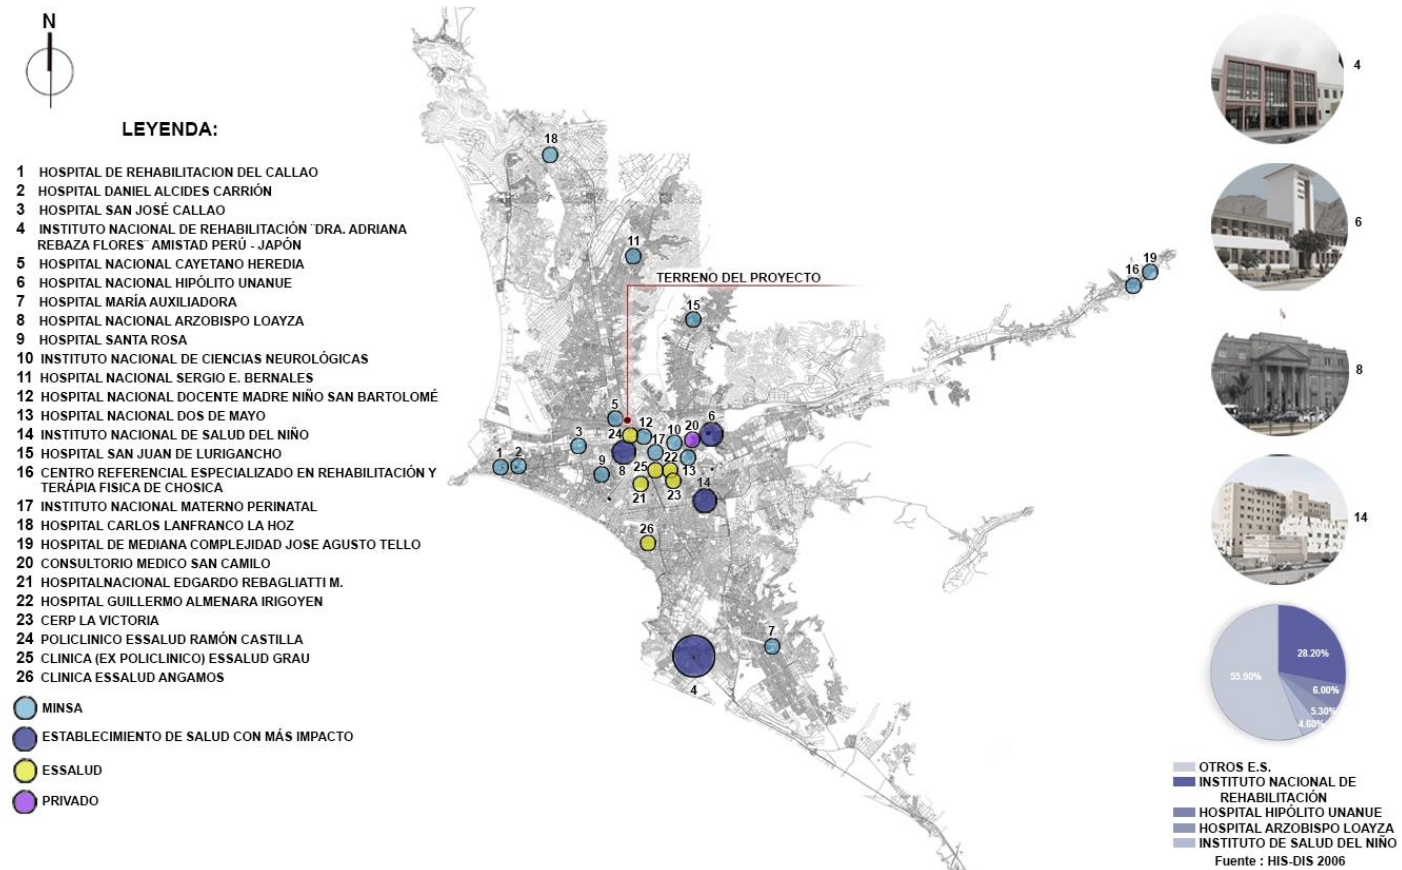 N
LEYENDA:
1 HOSPITAL DE REHABILITACION DEL CALLAO
2 HOSPITAL DANIEL ALCIDES CARRIÓN
3 HOSPITAL SAN JOSÉ CALLAO
4 INSTITUTO NACIONAL DE REHABILITACIÓN ¨DRA. ADRIANA
REBAZA FLORES¨ AMISTAD PERÚ - JAPÓN
5 HOSPITAL NACIONAL CAYETANO HEREDIA
6 HOSPITAL NACIONAL HIPÓLITO UNANUE
7 HOSPITAL MARÍA AUXILIADORA
8 HOSPITAL NACIONAL ARZOBISPO LOAYZA
9 HOSPITAL SANTA ROSA
10 INSTITUTO NACIONAL DE CIENCIAS NEUROLÓGICAS
11 HOSPITAL NACIONAL SERGIO E. BERNALES
12 HOSPITAL NACIONAL DOCENTE MADRE NIÑO SAN BARTOLOMÉ
13 HOSPITAL NACIONAL DOS DE MAYO
14 INSTITUTO NACIONAL DE SALUD DEL NIÑO
15 HOSPITAL SAN JUAN DE LURIGANCHO
16 CENTRO REFERENCIAL ESPECIALIZADO EN REHABILITACIÓN Y
TERÁPIA FISICA DE CHOSICA
17 INSTITUTO NACIONAL MATERNO PERINATAL
18 HOSPITAL CARLOS LANFRANCO LA HOZ
19 HOSPITAL DE MEDIANA COMPLEJIDAD JOSE AGUSTO TELLO
20 CONSULTORIO MEDICO SAN CAMILO
21 HOSPITALNACIONAL EDGARDO REBAGLIATTI M.
22 HOSPITAL GUILLERMO ALMENARA IRIGOYEN
23 CERP LA VICTORIA
24 POLICLINICO ESSALUD RAMÓN CASTILLA
25 CLINICA (EX POLICLINICO) ESSALUD GRAU
26 CLINICA ESSALUD ANGAMOS
MINSA
ESTABLECIMIENTO DE SALUD CON MÁS IMPACTO
ESSALUD
PRIVADO
18
11
TERRENO DEL PROYECTO
15
16
19
5
6
12
20
24
10
3
17
1
2
9
8
25
22
13
21
23
14
26
7
4
4
6
8
14
28.20%
55.90%
6.00%
5.30%
4.60%
OTROS E.S.
INSTITUTO NACIONAL DE
REHABILITACIÓN
HOSPITAL HIPÓLITO UNANUE
HOSPITAL ARZOBISPO LOAYZA
INSTITUTO DE SALUD DEL NIÑO
Fuente : HIS-DIS 2006